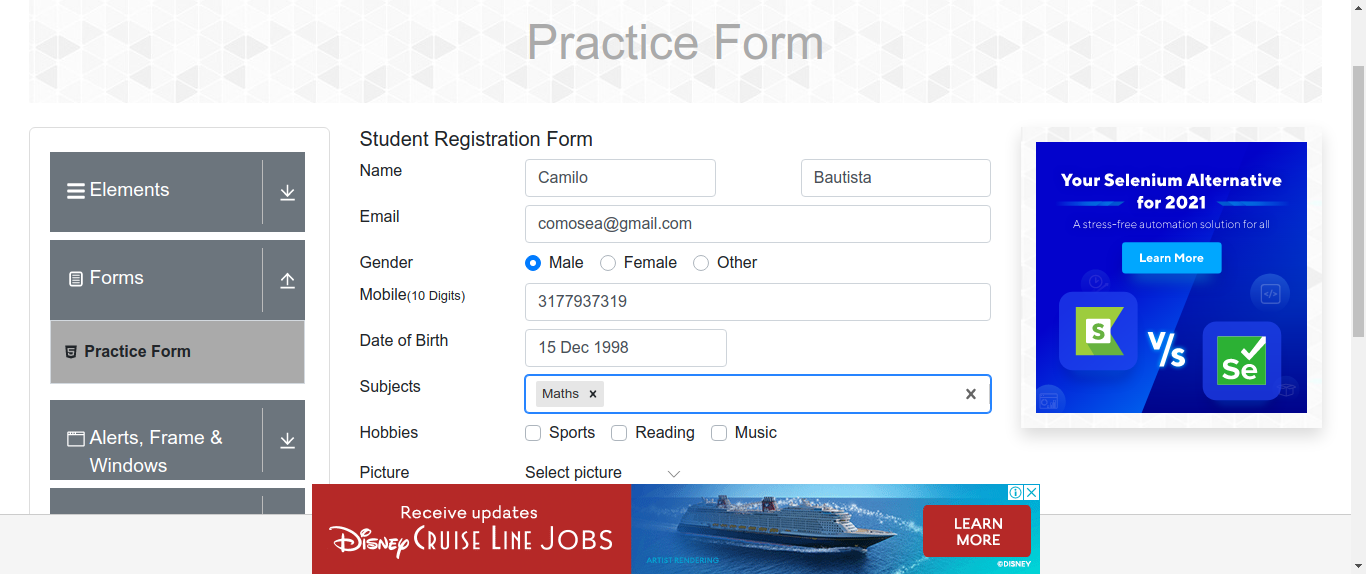 Practice Form
Elements
Forms
Practice Form
Alerts, Frame &
Windows
Student Registration Form
Name
Camilo
Bautista
Email
comosea@gmail.com
Gender
Male
Female
Other
Mobile(10 Digits)
3177937319
Date of Birth
15 Dec 1998
Subjects
Maths
Hobbies
Sports
Reading
Music
Picture
Select picture
Your Selenium Alternative
for 2021
A stress-free automation solution for all
Learn More
S
V/S
Se
Receive updates
Disney CRUISE LINE JOBS
ARTIST RENDERING
LEARN
MORE
©DISNEY